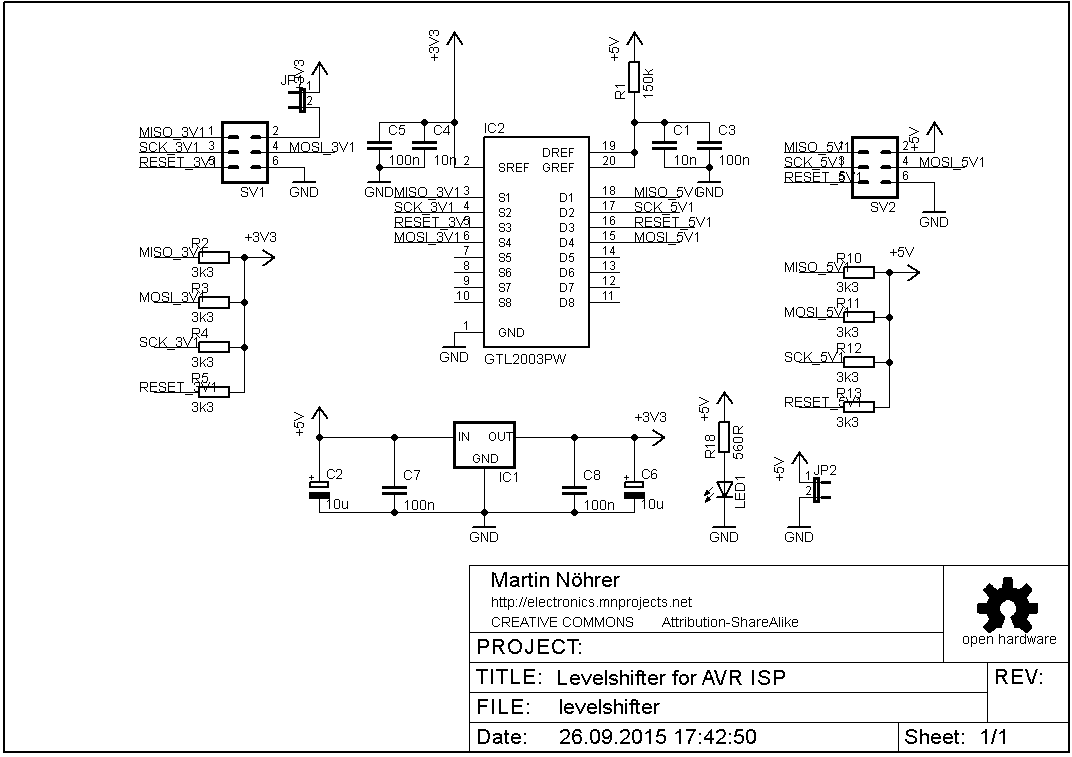 +3V3
+5V
R1
150k
JP1
+3V3
1
2
C5
100n
C4
10n
C1
10n
C3
100n
IC2
MISO_3V1 1
SCK_3V1 3
RESET_3V1 5
2
4 MOSI_3V1
6
SV1
GND
GND
2 SREF
DREF 19
GREF 20
GND
MISO_3V1 3 S1 D1 18 MISO_5V1
SCK_3V1 4 S2 D2 17 SCK_5V1
RESET_3V1 5 S3 D3 16 RESET_5V1
MOSI_3V1 6 S4 D4 15 MOSI_5V1
7 S5 D5 14
8 S6 D6 13
9 S7 D7 12
10 S8 D8 11
1 GND
GND
GTL2003PW
MISO_5V1 1
SCK_5V1 3
RESET_5V1 5
+5V
2
4 MOSI_5V1
6
SV2
GND
+3V3
MISO_3V1 R2
3k3
MOSI_3V1 R3
3k3
SCK_3V1 R4
3k3
RESET_3V1 R5
3k3
+5V
MISO_5V1 R10
3k3
MOSI_5V1 R11
3k3
SCK_5V1 R12
3k3
RESET_5V1 R13
3k3
+5V
IN OUT
GND
IC1
+3V3
C2
10u
C7
100n
C8
100n
C6
10u
GND
+5V
R18
560R
LED1
GND
+5V
JP2
1
2
GND
Martin Nöhrer
http://electronics.mnprojects.net
CREATIVE COMMONS Attribution-ShareAlike
open hardware
PROJECT:
TITLE: Levelshifter for AVR ISP
REV:
FILE: levelshifter
Date: 26.09.2015 17:42:50
Sheet: 1/1